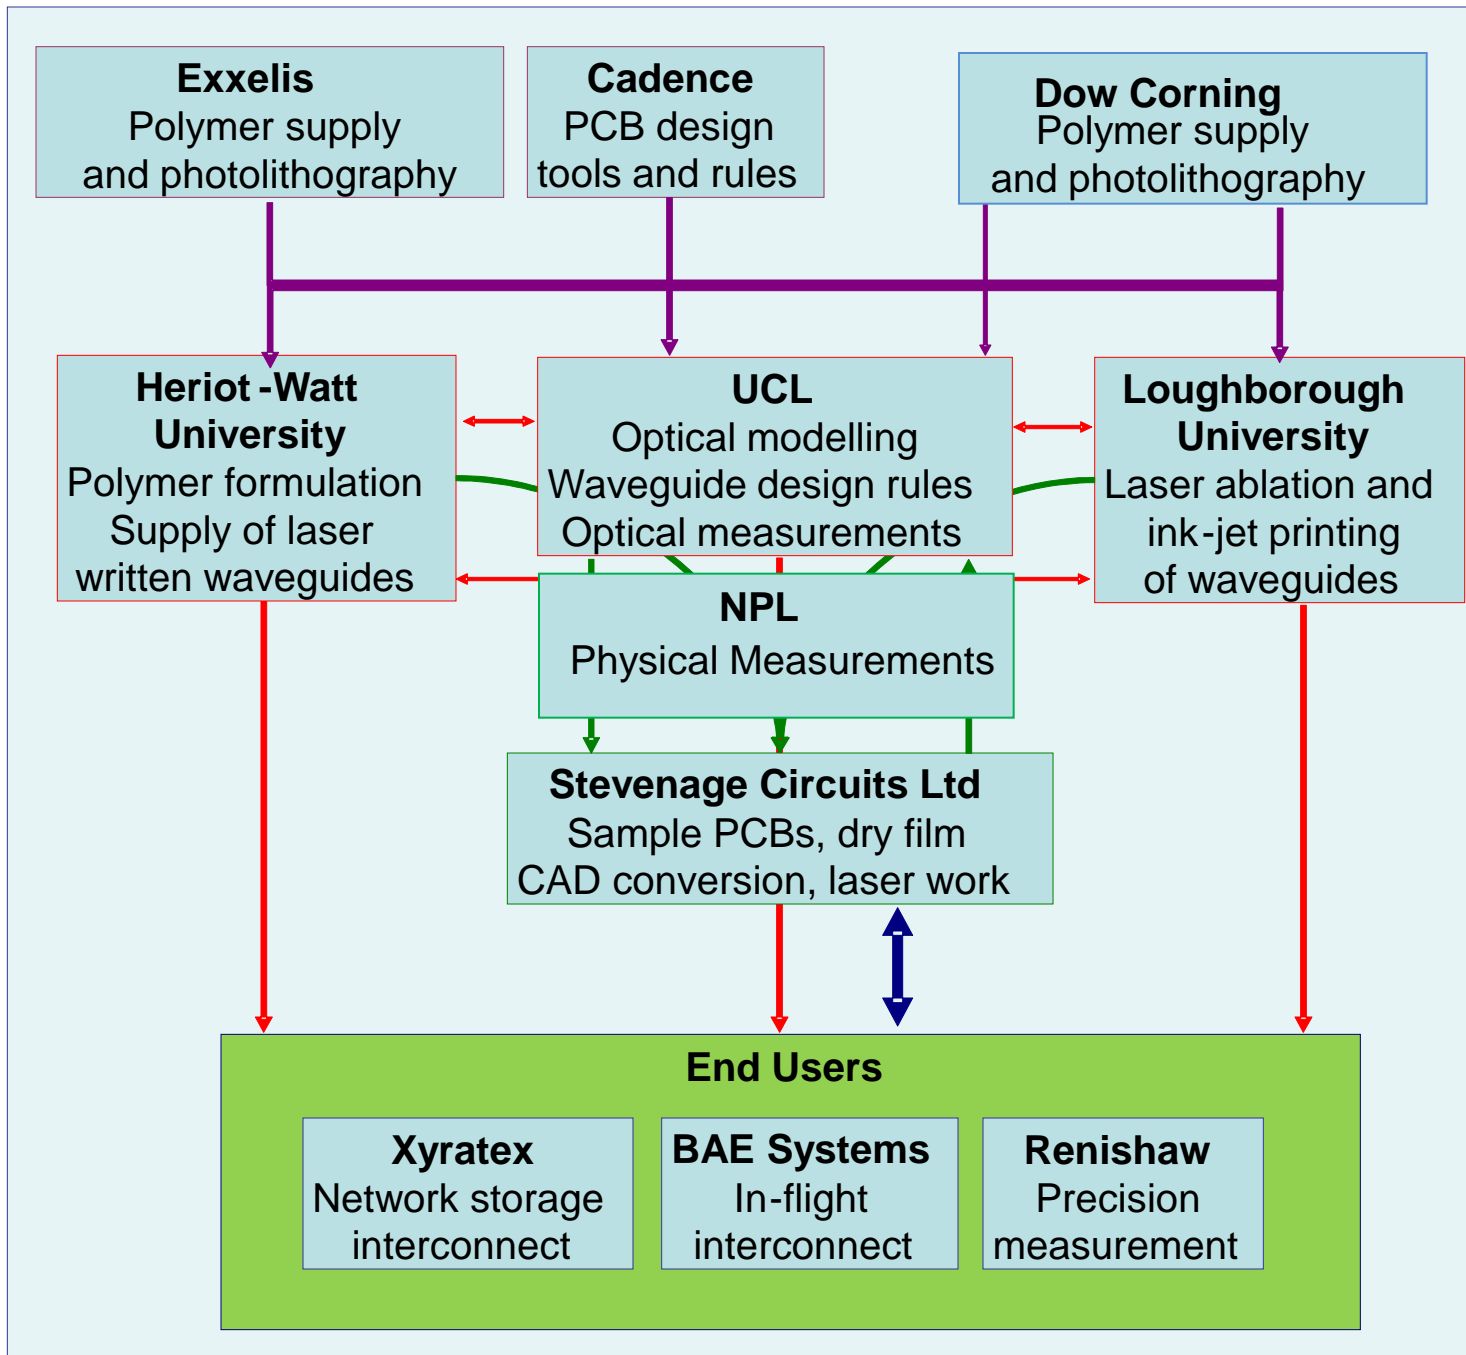 Exxelis
Polymer supply
and photolithography
Cadence
PCB design
tools and rules
Dow Corning
Polymer supply
and photolithography
Heriot-Watt
University
Polymer formulation
Supply of laser
written waveguides
UCL
Optical modelling
Waveguide design rules
Optical measurements
Loughborough
University
Laser ablation and
ink-jet printing
of waveguides
NPL
Physical Measurements
Stevenage Circuits Ltd
Sample PCBs, dry film
CAD conversion, laser work
End Users
Xyratex
Network storage
interconnect
BAE Systems
In-flight
interconnect
Renishaw
Precision
measurement